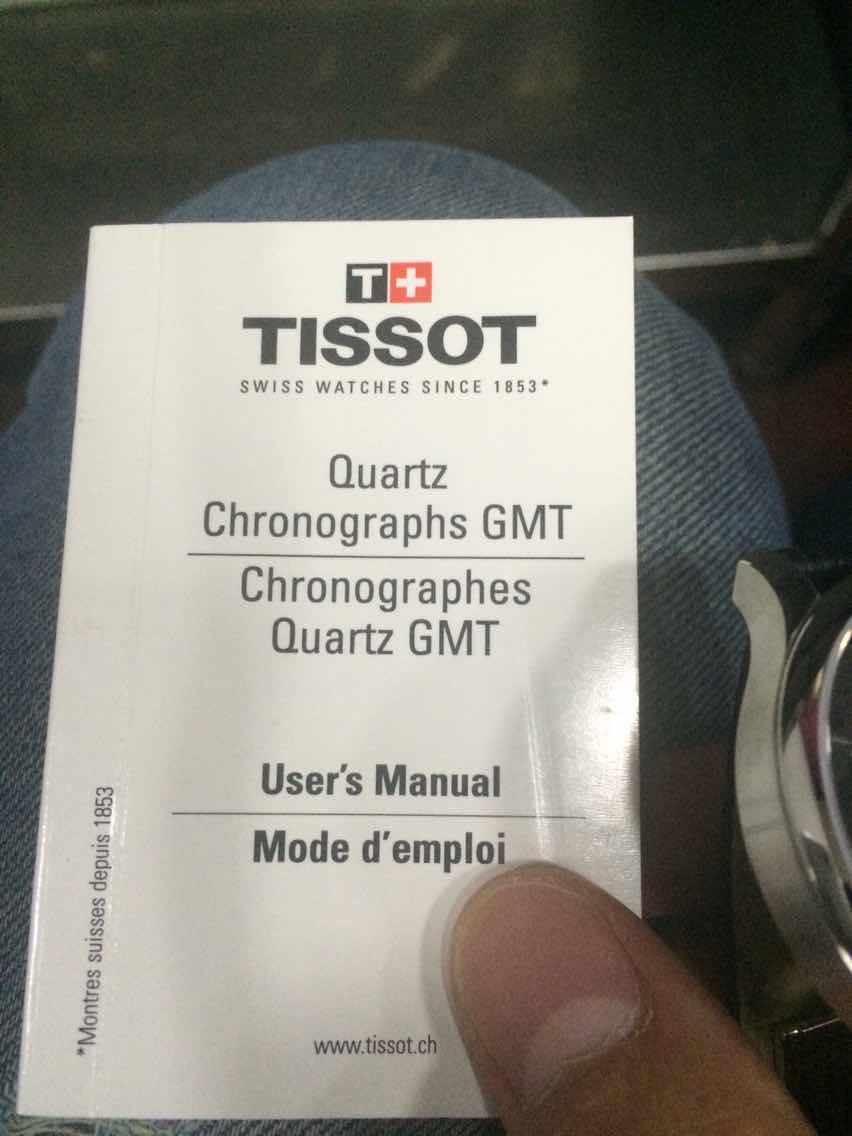 T+
TISSOT
SWISS WATCHES SINCE 1853*
Quartz
Chronographs GMT
Chronographes
Quartz GMT
User's Manual
Mode d'emploi
*Montres suisses depuis 1853
www.tissot.ch